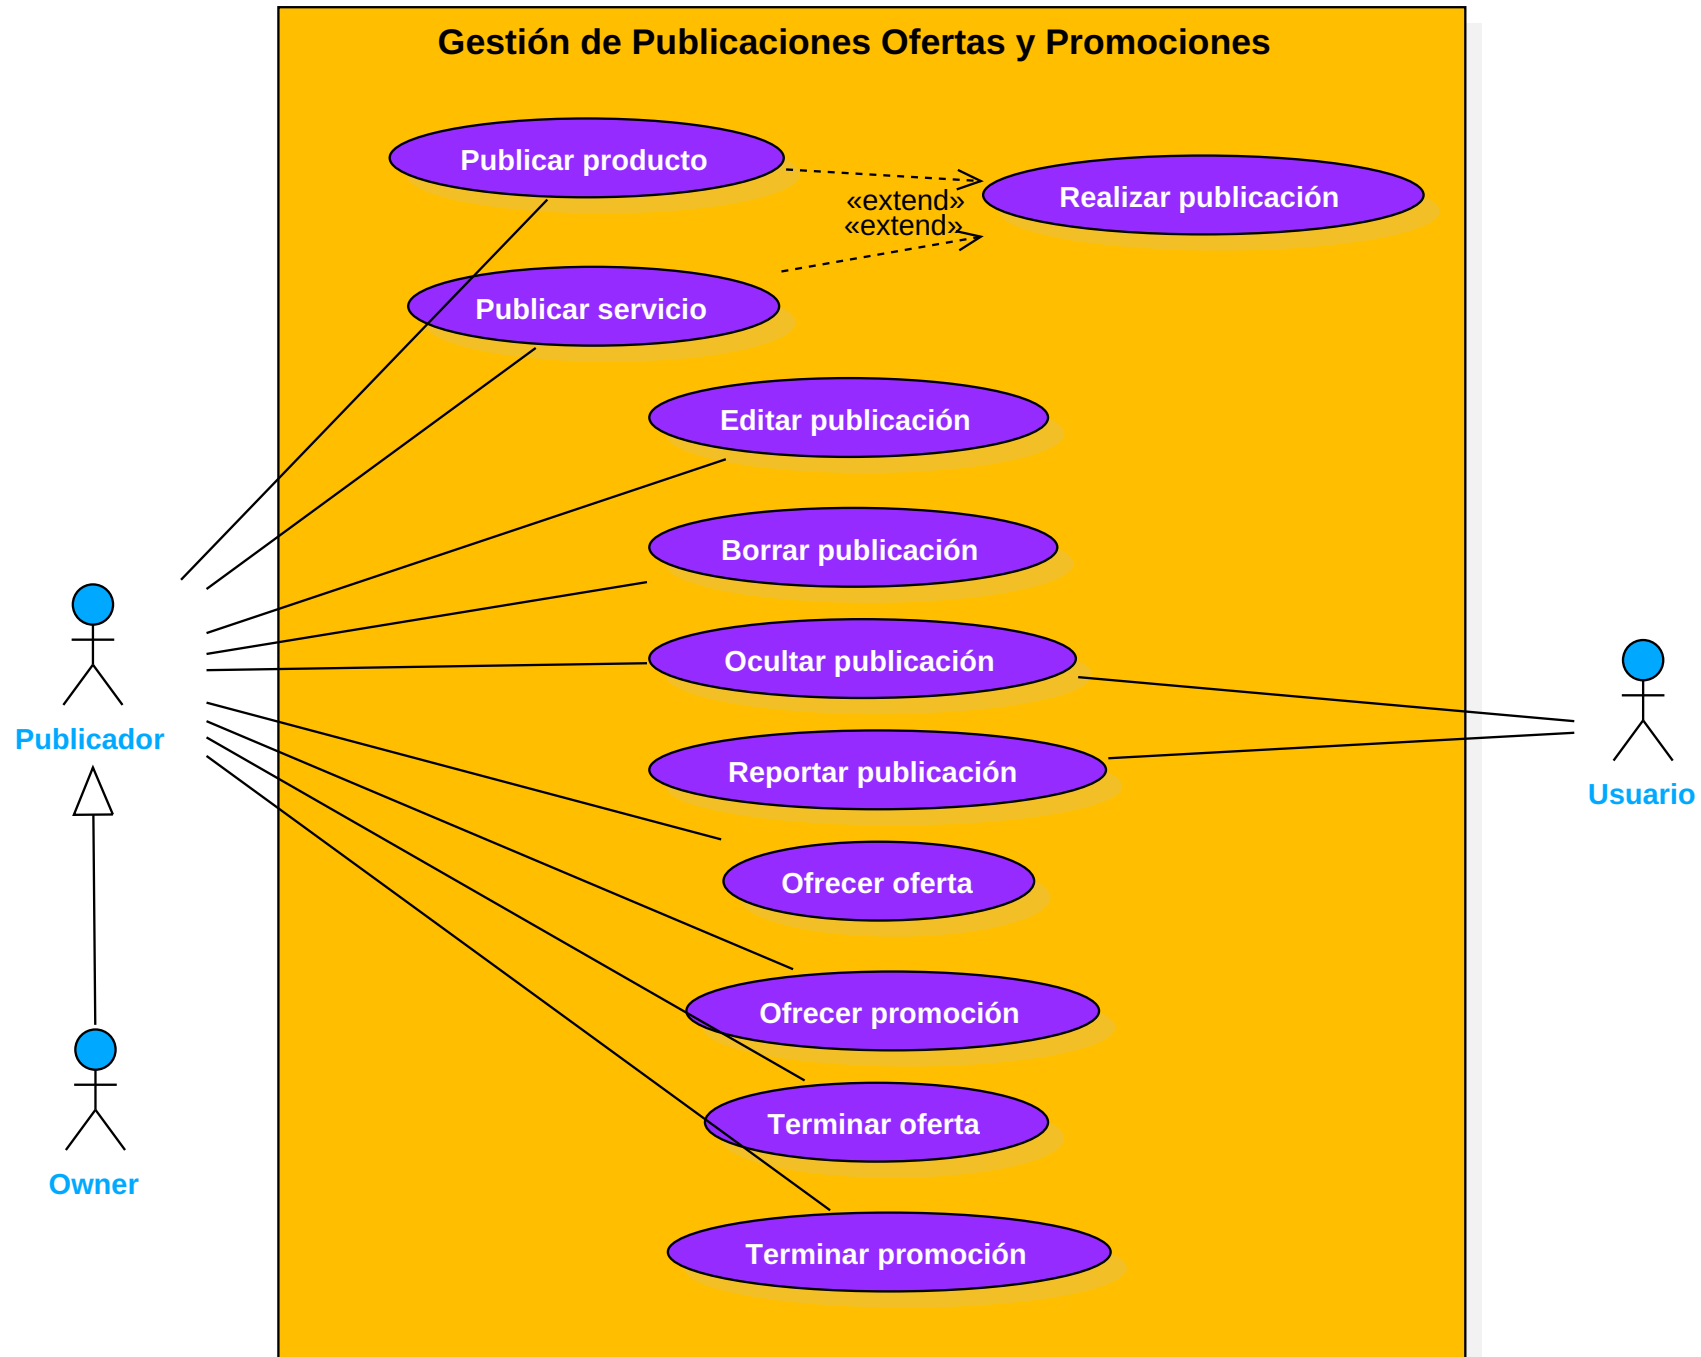 Gestión de Publicaciones Ofertas y Promociones
Publicar producto
Realizar publicación
«extend»
«extend»
Publicar servicio
Editar publicación
Borrar publicación
Ocultar publicación
Publicador
Reportar publicación
Usuario
Ofrecer oferta
Ofrecer promoción
Terminar oferta
Owner
Terminar promoción